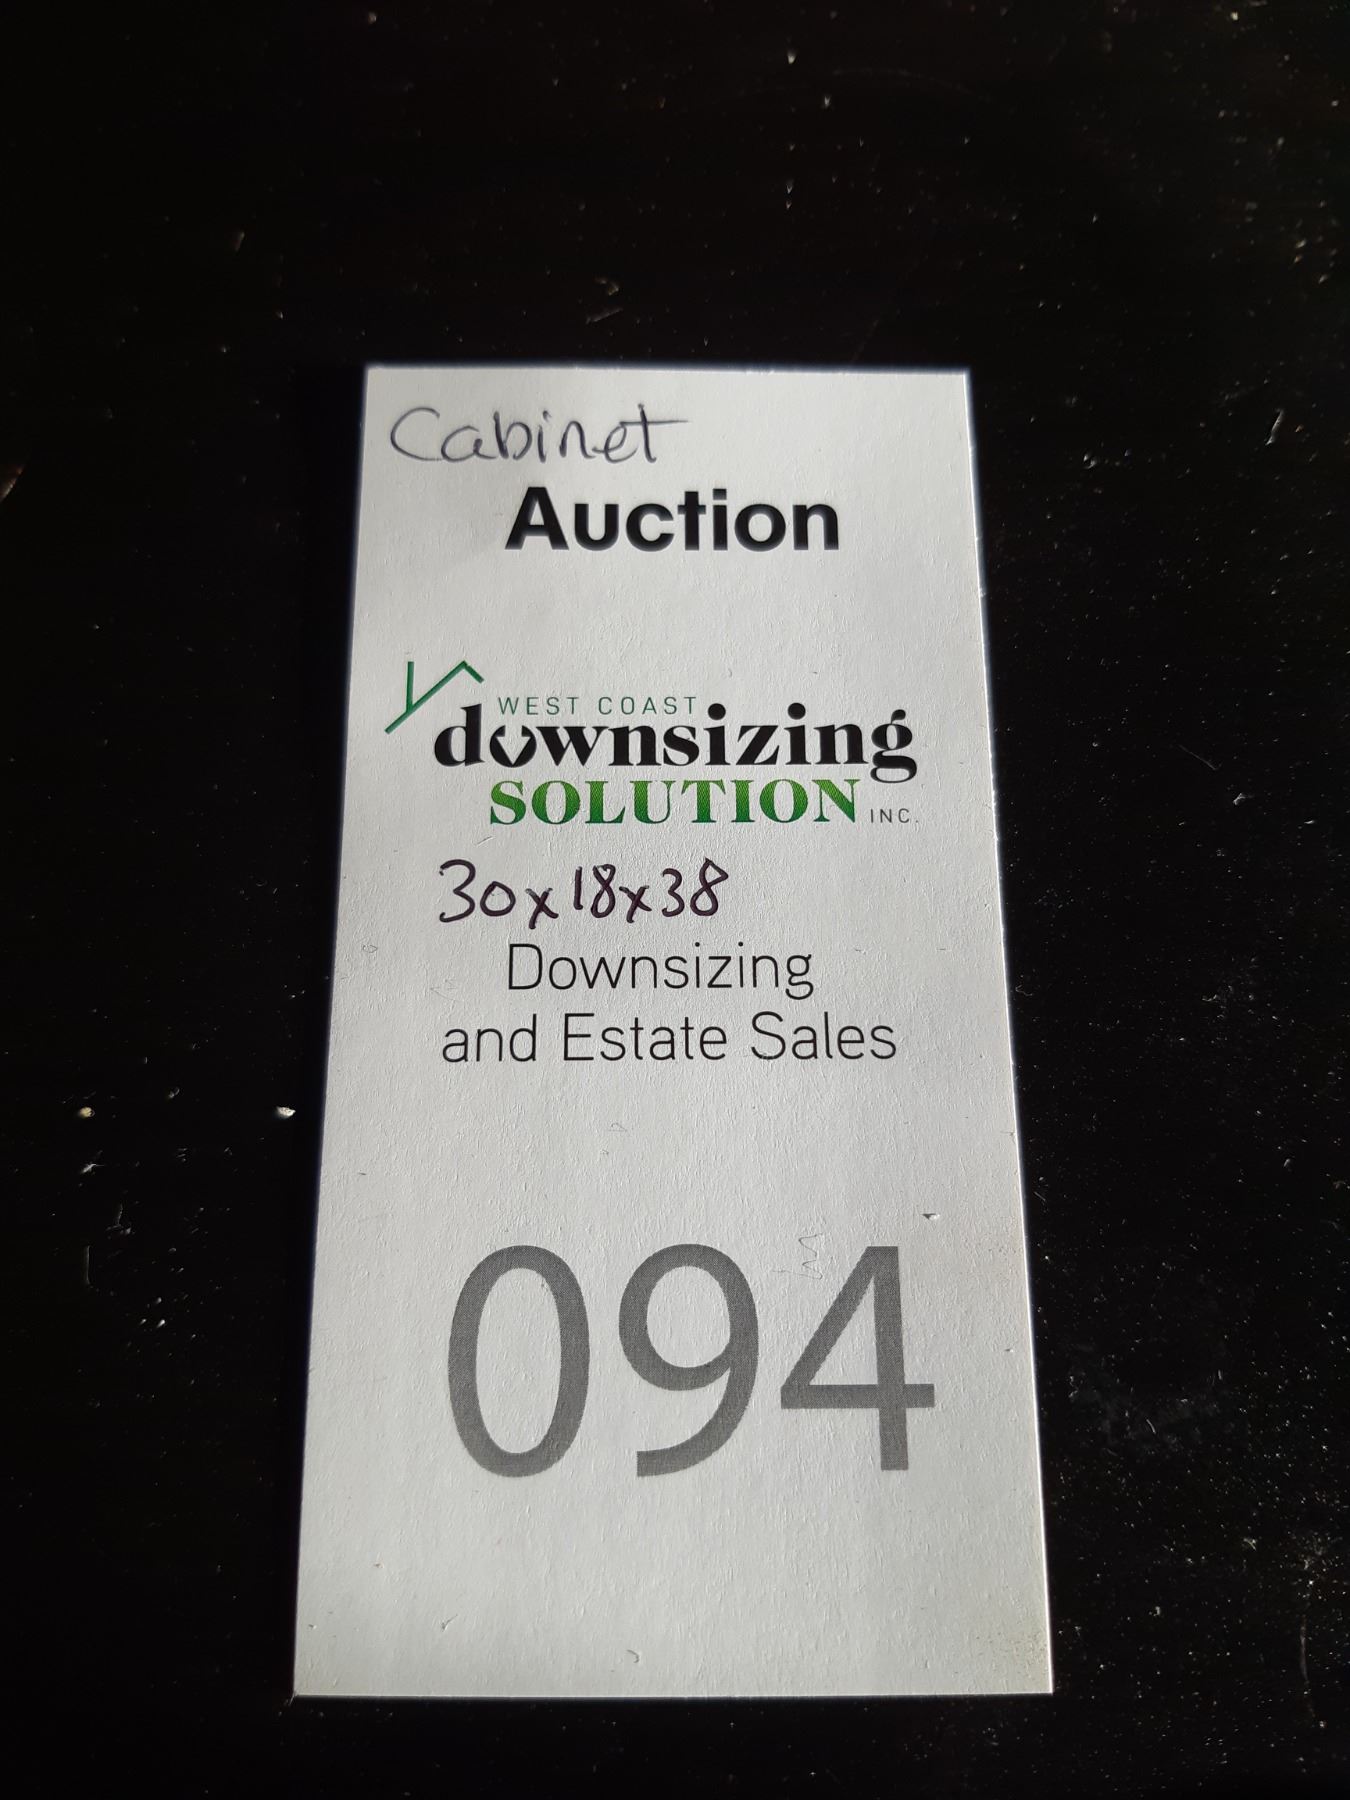 Cabinet
Auction
WEST COAST
downsizing
SOLUTION INC.
30x18x38
Downsizing
and Estate Sales
094